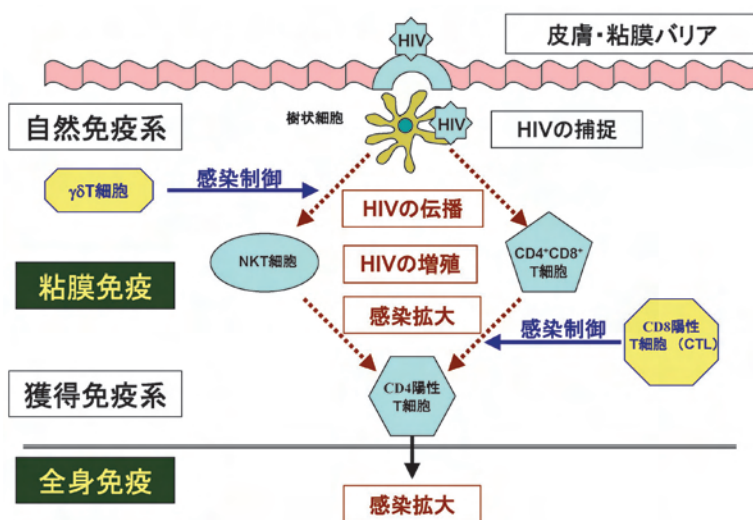 HIV
皮膚・粘膜バリア
自然免疫系
樹状細胞
HIV
HIVの捕捉
γδT細胞
感染制御
HIVの伝播
NKT細胞
HIVの増殖
CD4⁺CD8⁺
T細胞
粘膜免疫
感染拡大
感染制御
CD8陽性
T細胞 （CTL）
獲得免疫系
CD4陽性
T細胞
全身免疫
感染拡大